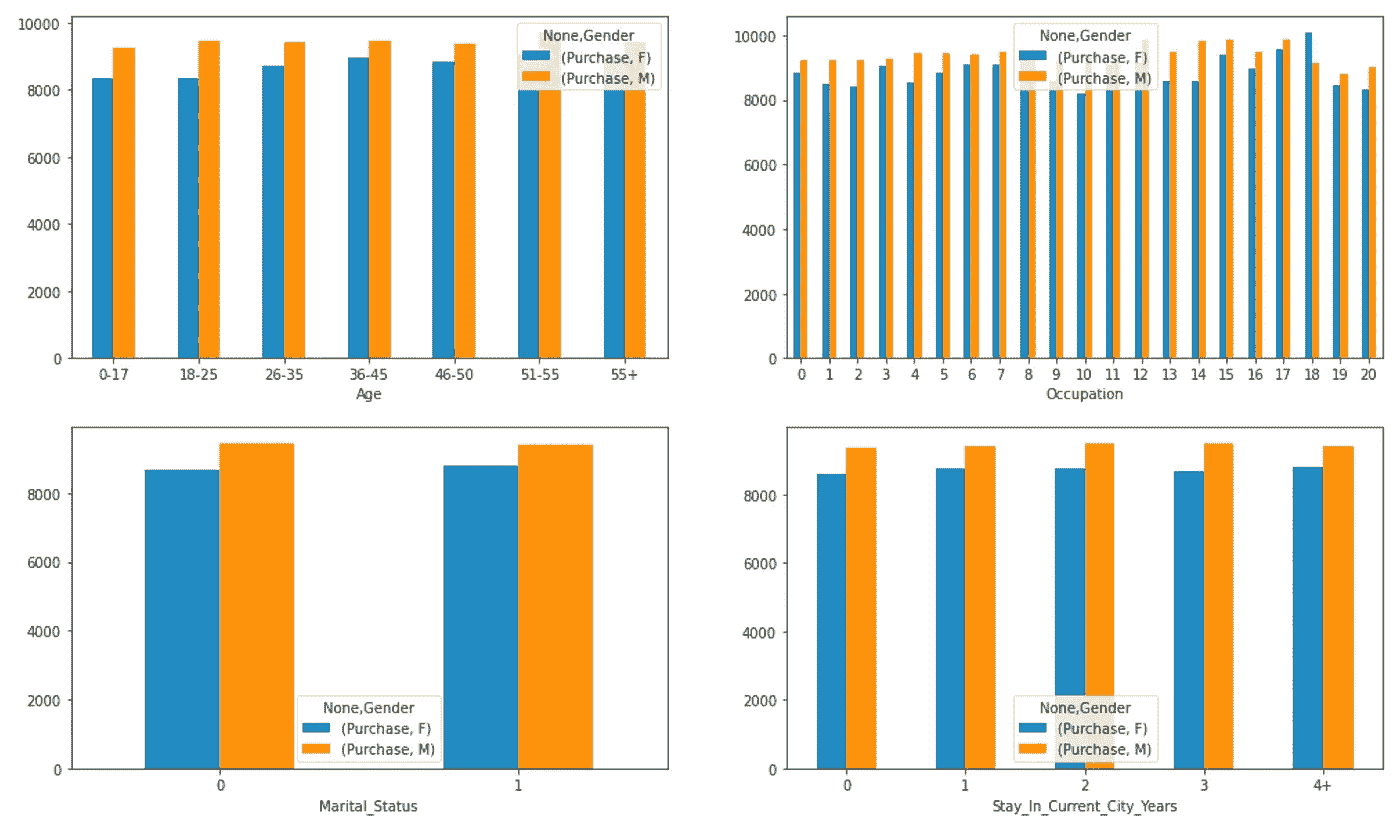 10000
8000
6000
4000
2000
0
None,Gender
(Purchase, F)
(Purchase, M)
0-17 18-25 26-35 36-45 46-50 51-55 55+
Age
10000
8000
6000
4000
2000
0
None,Gender
(Purchase, F)
(Purchase, M)
0 1 2 3 4 5 6 7 8 9 10 11 12 13 14 15 16 17 18 19 20
Occupation
8000
6000
4000
2000
0
None,Gender
(Purchase, F)
(Purchase, M)
0 1
Marital_Status
8000
6000
4000
2000
0
None,Gender
(Purchase, F)
(Purchase, M)
0 1 2 3 4+
Stay_In_Current_City_Years